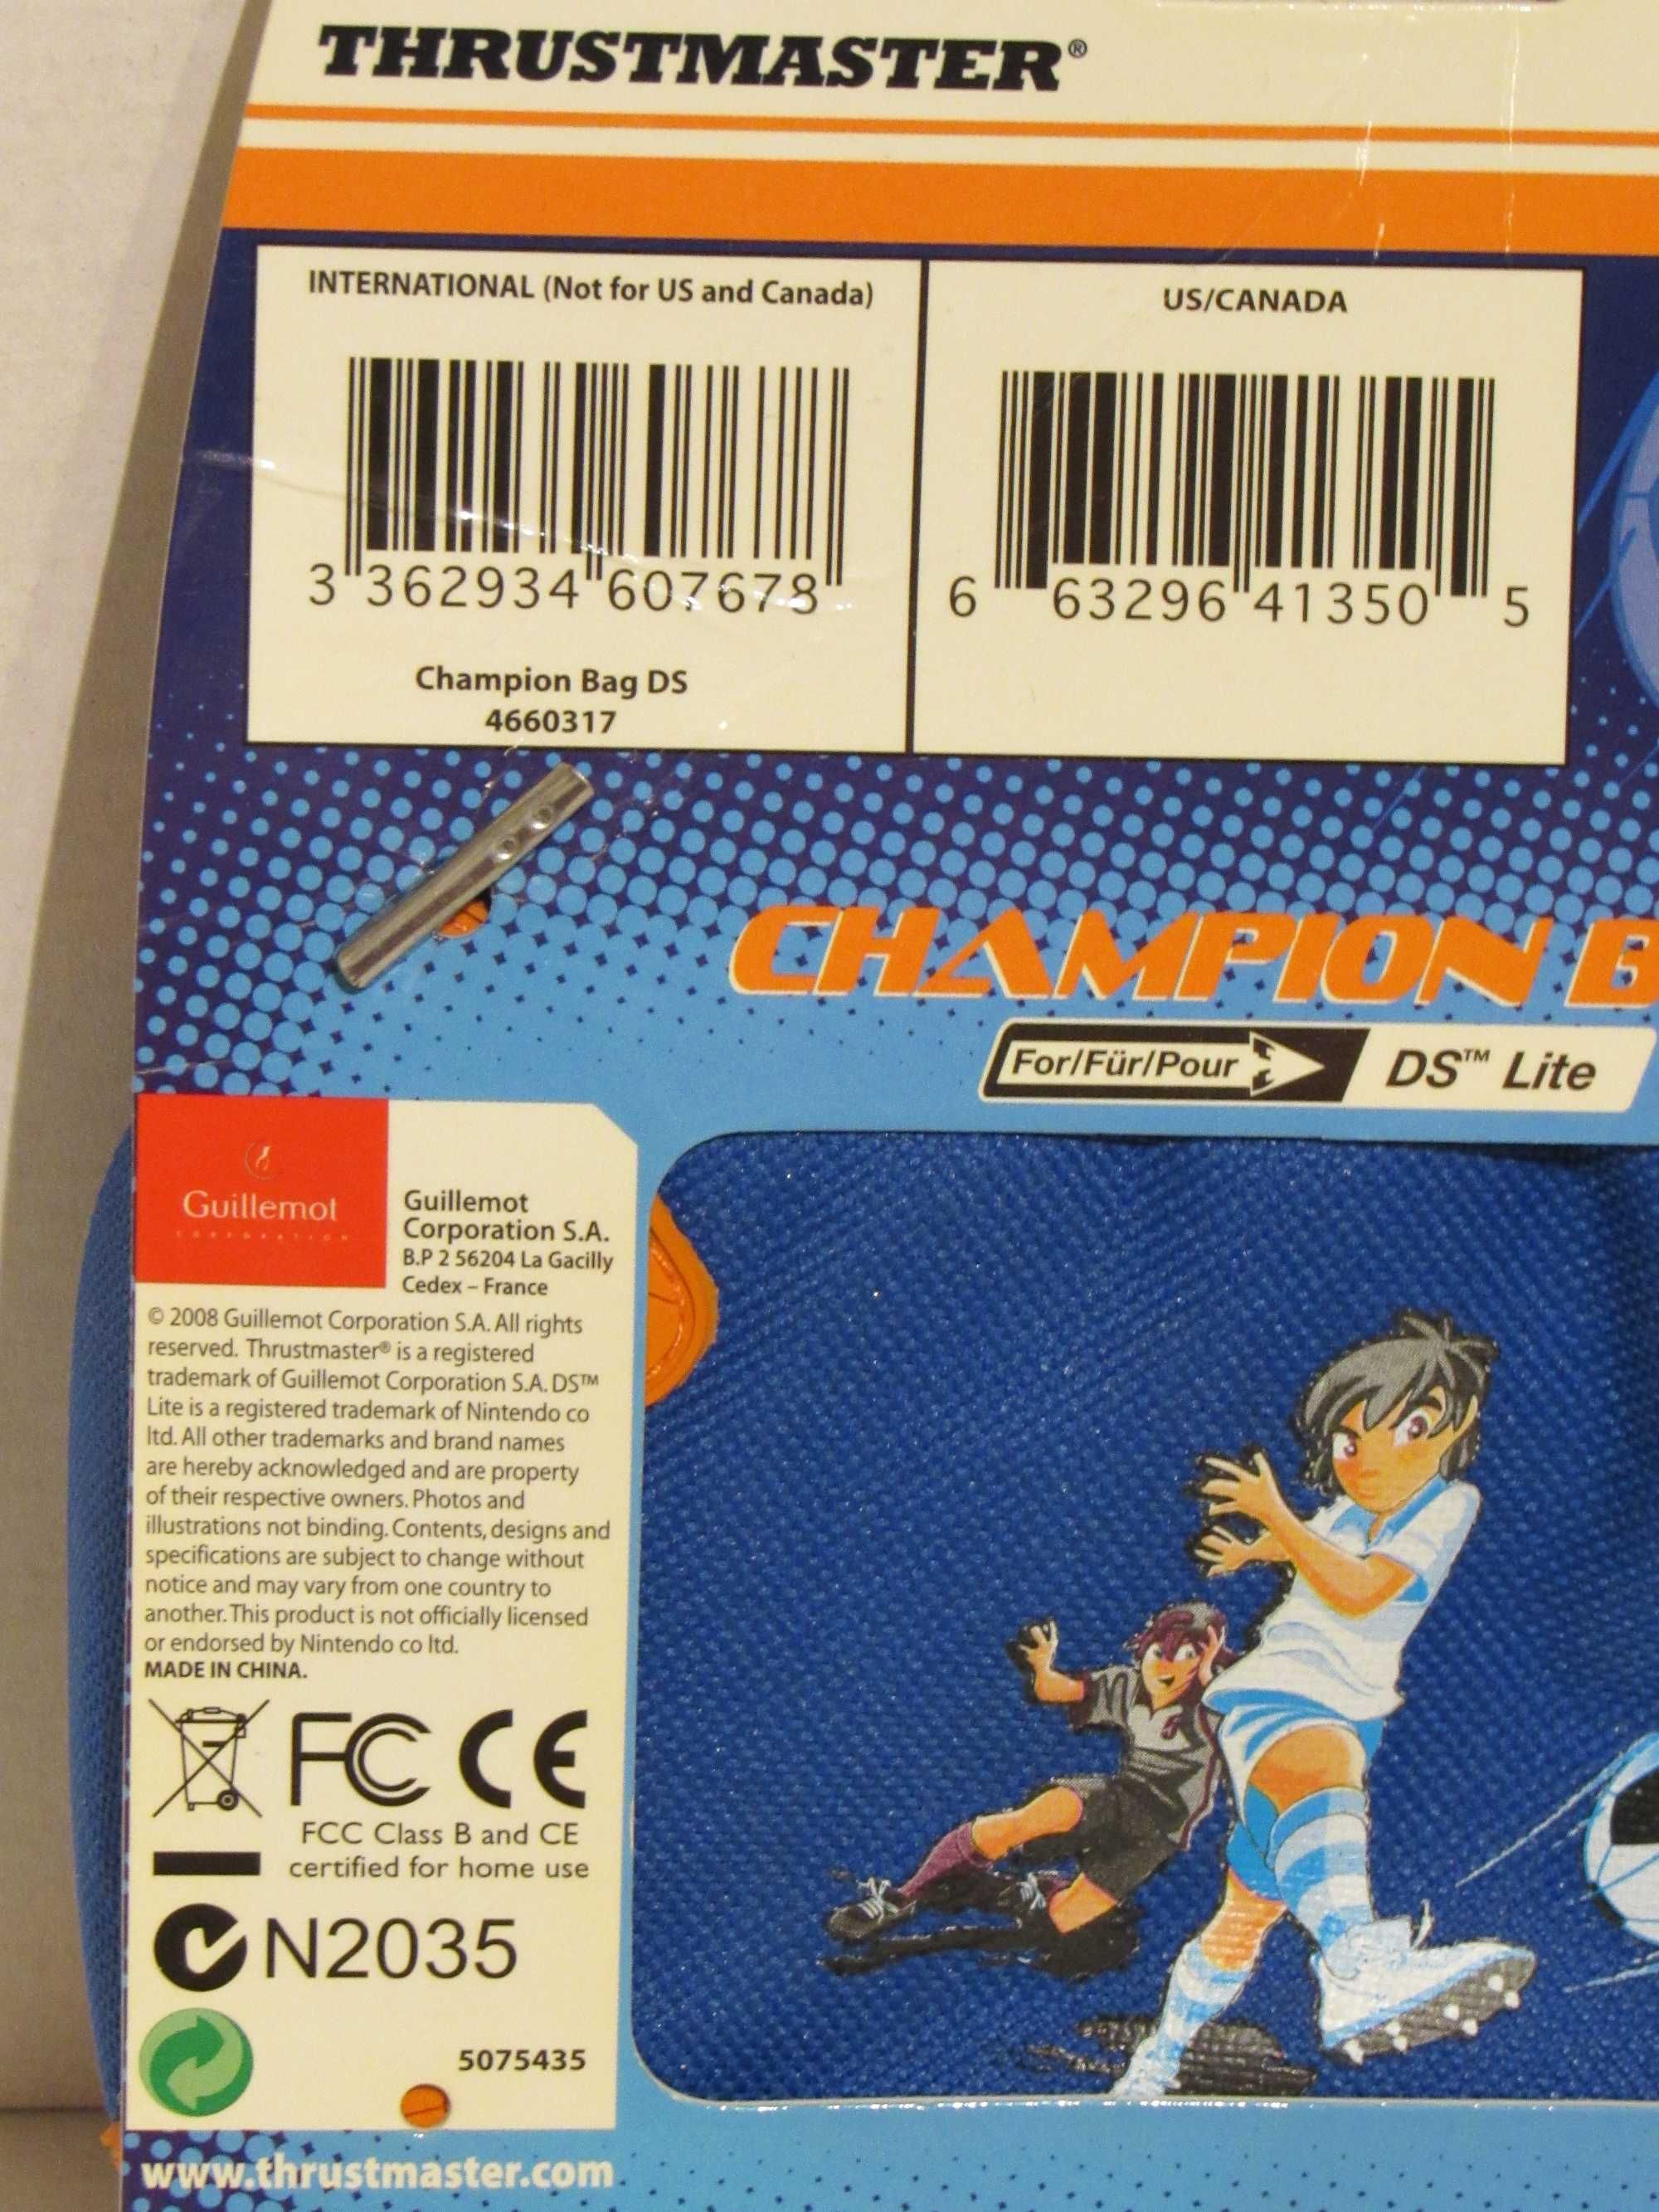 THRUSTMASTER®
INTERNATIONAL (Not for US and Canada)
3 362934 607678
Champion Bag DS
4660317
US/CANADA
6 63296 41350 5
CHAMPION B
For/Für/Pour
DS™ Lite
Guillemot
CORPORATION
Guillemot
Corporation S.A.
B.P 2 56204 La Gacilly
Cedex – France
© 2008 Guillemot Corporation S.A. All rights
reserved. Thrustmaster® is a registered
trademark of Guillemot Corporation S.A. DS™
Lite is a registered trademark of Nintendo co
ltd. All other trademarks and brand names
are hereby acknowledged and are property
of their respective owners. Photos and
illustrations not binding. Contents, designs and
specifications are subject to change without
notice and may vary from one country to
another. This product is not officially licensed
or endorsed by Nintendo co ltd.
MADE IN CHINA.
FC CE
FCC Class B and CE
certified for home use
N2035
5075435
www.thrustmaster.com